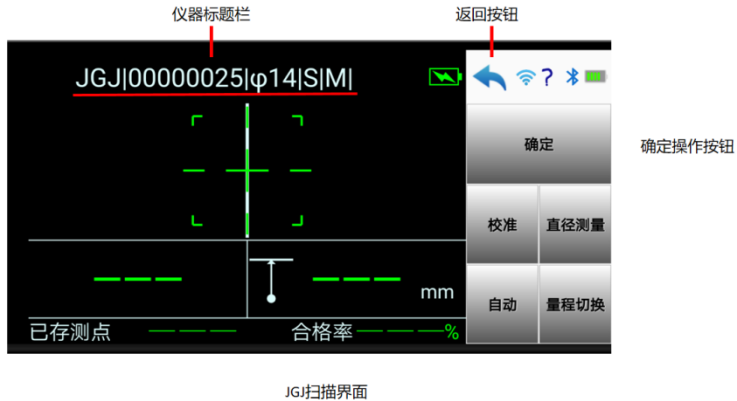 仪器标题栏
返回按钮
JGJ|00000025|φ14|S|M|
?
确定
确定操作按钮
校准
直径测量
mm
自动
量程切换
已存测点 ———
合格率 ———%
JGJ扫描界面